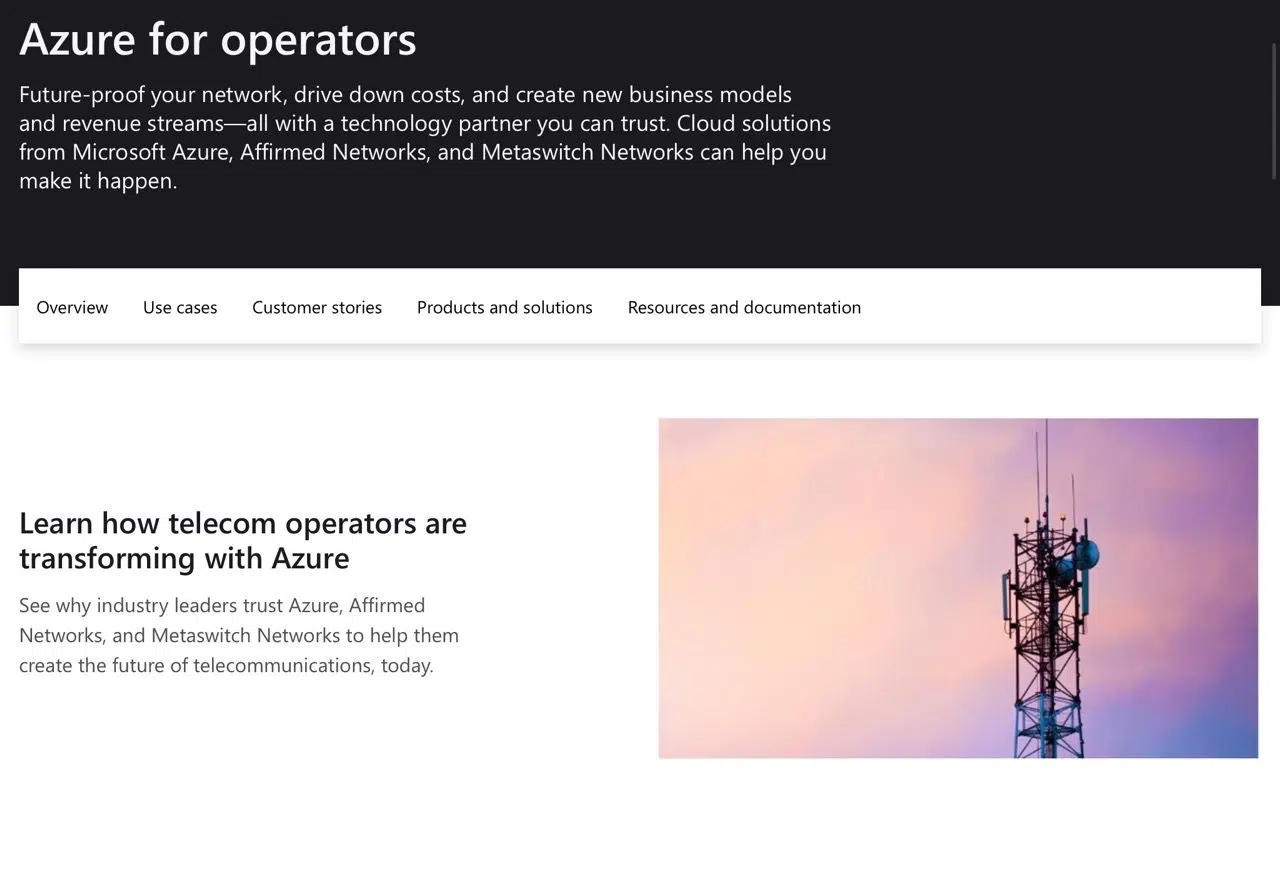 Azure for operators
Future-proof your network, drive down costs, and create new business models
and revenue streams—all with a technology partner you can trust. Cloud solutions
from Microsoft Azure, Affirmed Networks, and Metaswitch Networks can help you
make it happen.
Overview Use cases Customer stories Products and solutions Resources and documentation
Learn how telecom operators are
transforming with Azure
See why industry leaders trust Azure, Affirmed
Networks, and Metaswitch Networks to help them
create the future of telecommunications, today.